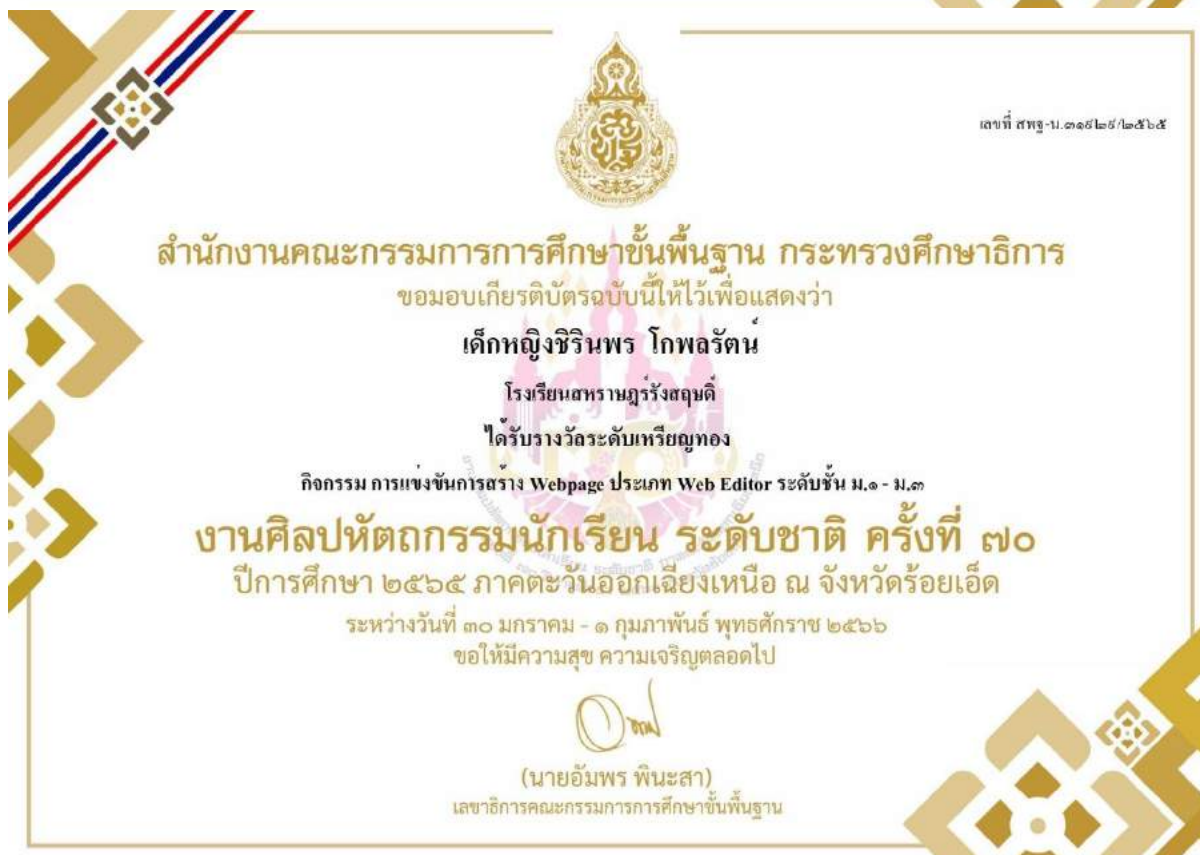 เลขที่ สพฐ-น.๓๑๙๒๙/๒๕๖๕
สำนักงานคณะกรรมการการศึกษาขั้นพื้นฐาน กระทรวงศึกษาธิการ
ขอมอบเกียรติบัตรฉบับนี้ให้ไว้เพื่อแสดงว่า
เด็กหญิงชิรินพร โกพลรัตน์
โรงเรียนสหราษฎร์รังสฤษดิ์
ได้รับรางวัลระดับเหรียญทอง
กิจกรรม การแข่งขันการสร้าง Webpage ประเภท Web Editor ระดับชั้น ม.๑ - ม.๓
งานศิลปหัตถกรรมนักเรียน ระดับชาติ ครั้งที่ ๗๐
ปีการศึกษา ๒๕๖๕ ภาคตะวันออกเฉียงเหนือ ณ จังหวัดร้อยเอ็ด
ระหว่างวันที่ ๓๐ มกราคม - ๑ กุมภาพันธ์ พุทธศักราช ๒๕๖๖
ขอให้มีความสุข ความเจริญตลอดไป
(นายอัมพร พินะสา)
เลขาธิการคณะกรรมการการศึกษาขั้นพื้นฐาน